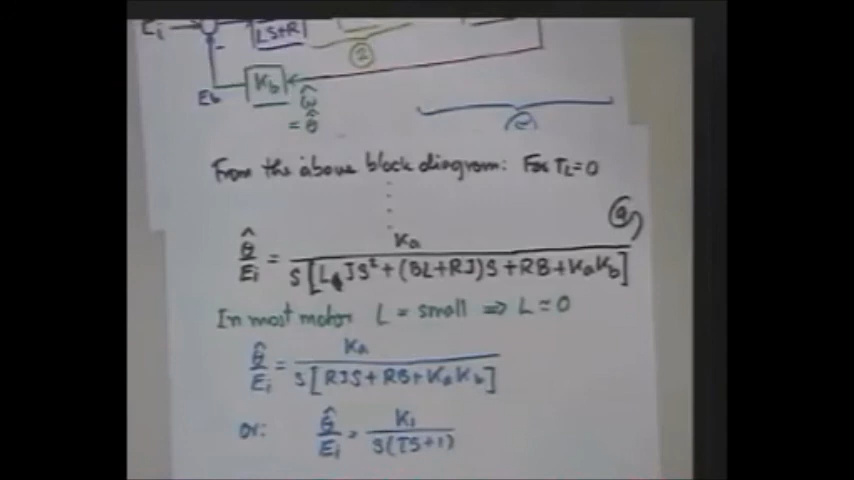 Ei
LS+R
②
Kb
Eb
ω̂
= θ̂
From the above block diagram: For TL=0
θ̂/Ei = Ka / S[LJS² + (BL+RJ)S + RB + KaKb]
In most motor L = small ⇒ L = 0
θ̂/Ei = Ka / S[RJS + RB + KaKb]
or: θ̂/Ei = K1 / S(TS+1)